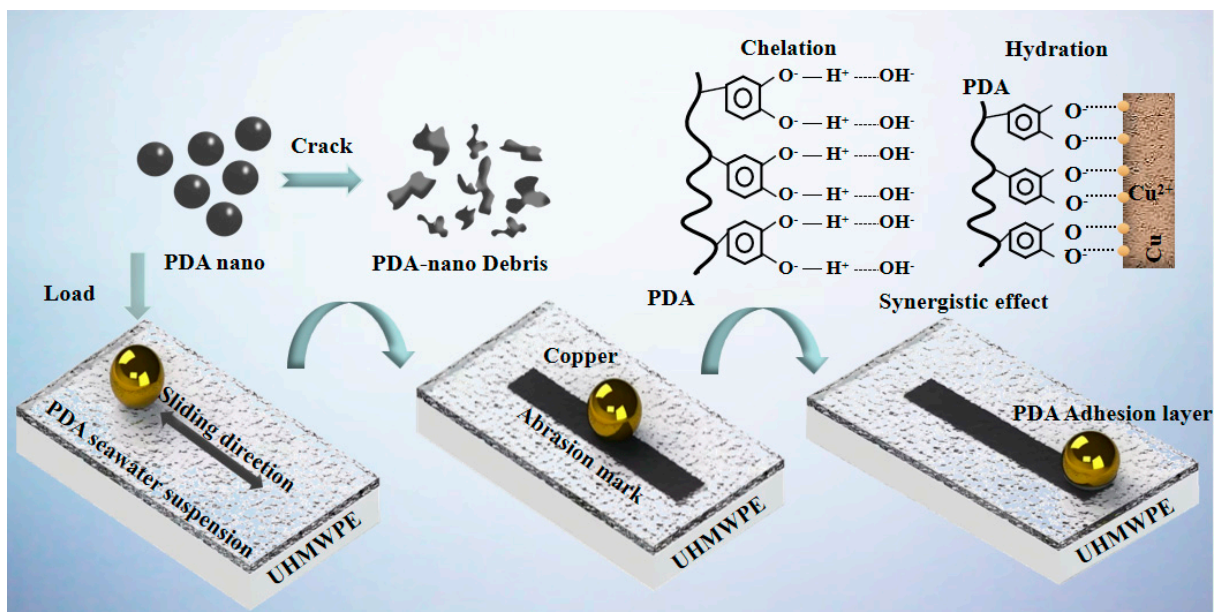 Chelation
O- — H+ ------OH-
O- — H+ ------OH-
O- — H+ ------OH-
O- — H+ ------OH-
O- — H+ ------OH-
O- — H+ ------OH-
PDA
Hydration
PDA
O-
O-
O-
O-
O
O-
Cu2+
Cu
Crack
PDA nano
PDA-nano Debris
Load
Synergistic effect
Sliding direction
PDA seawater suspension
UHMWPE
Copper
Abrasion mark
UHMWPE
PDA Adhesion layer
UHMWPE